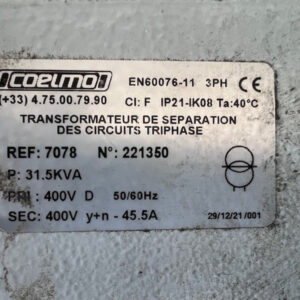 COELMO EN60076-11 3PH CE
(+33) 4.75.00.79.90 Cl: F IP21-IK08 Ta:40°C
TRANSFORMATEUR DE SEPARATION
DES CIRCUITS TRIPHASE
REF: 7078 N°: 221350
P: 31.5KVA
PRI : 400V D 50/60Hz
SEC: 400V y+n - 45.5A 29/12/21/001